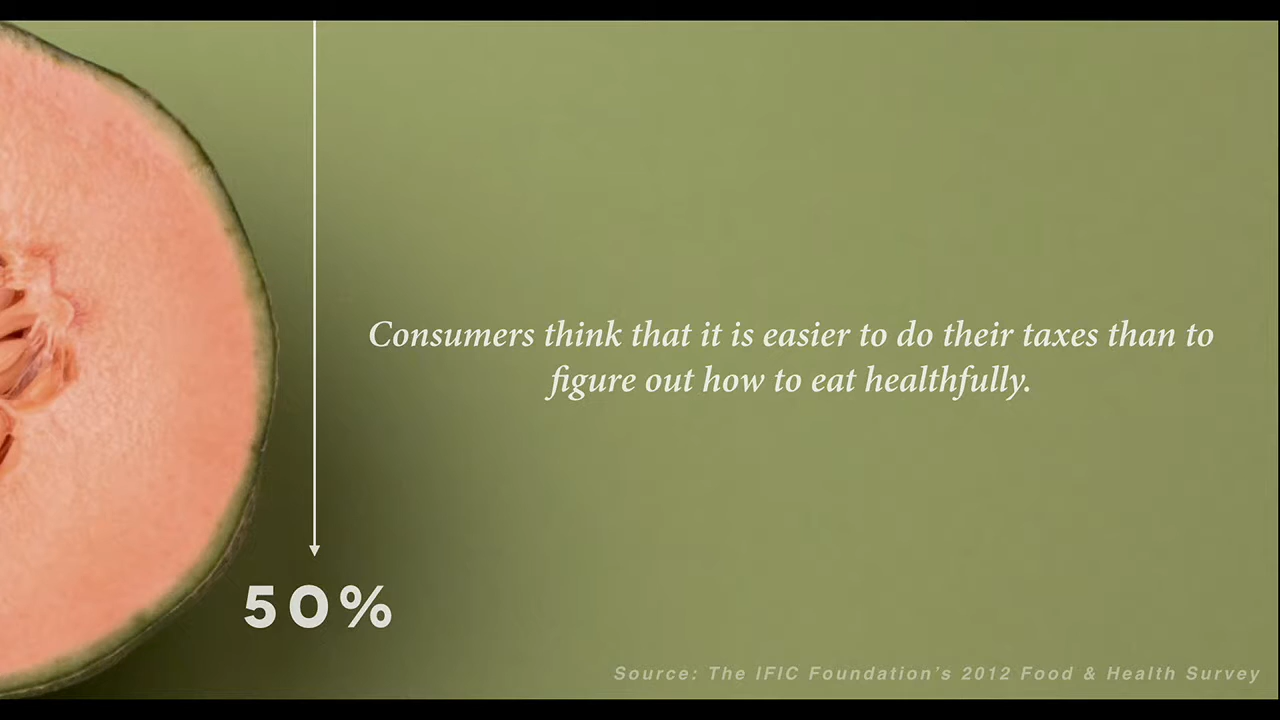 Consumers think that it is easier to do their taxes than to
figure out how to eat healthfully.
50%
Source: The IFIC Foundation's 2012 Food & Health Survey